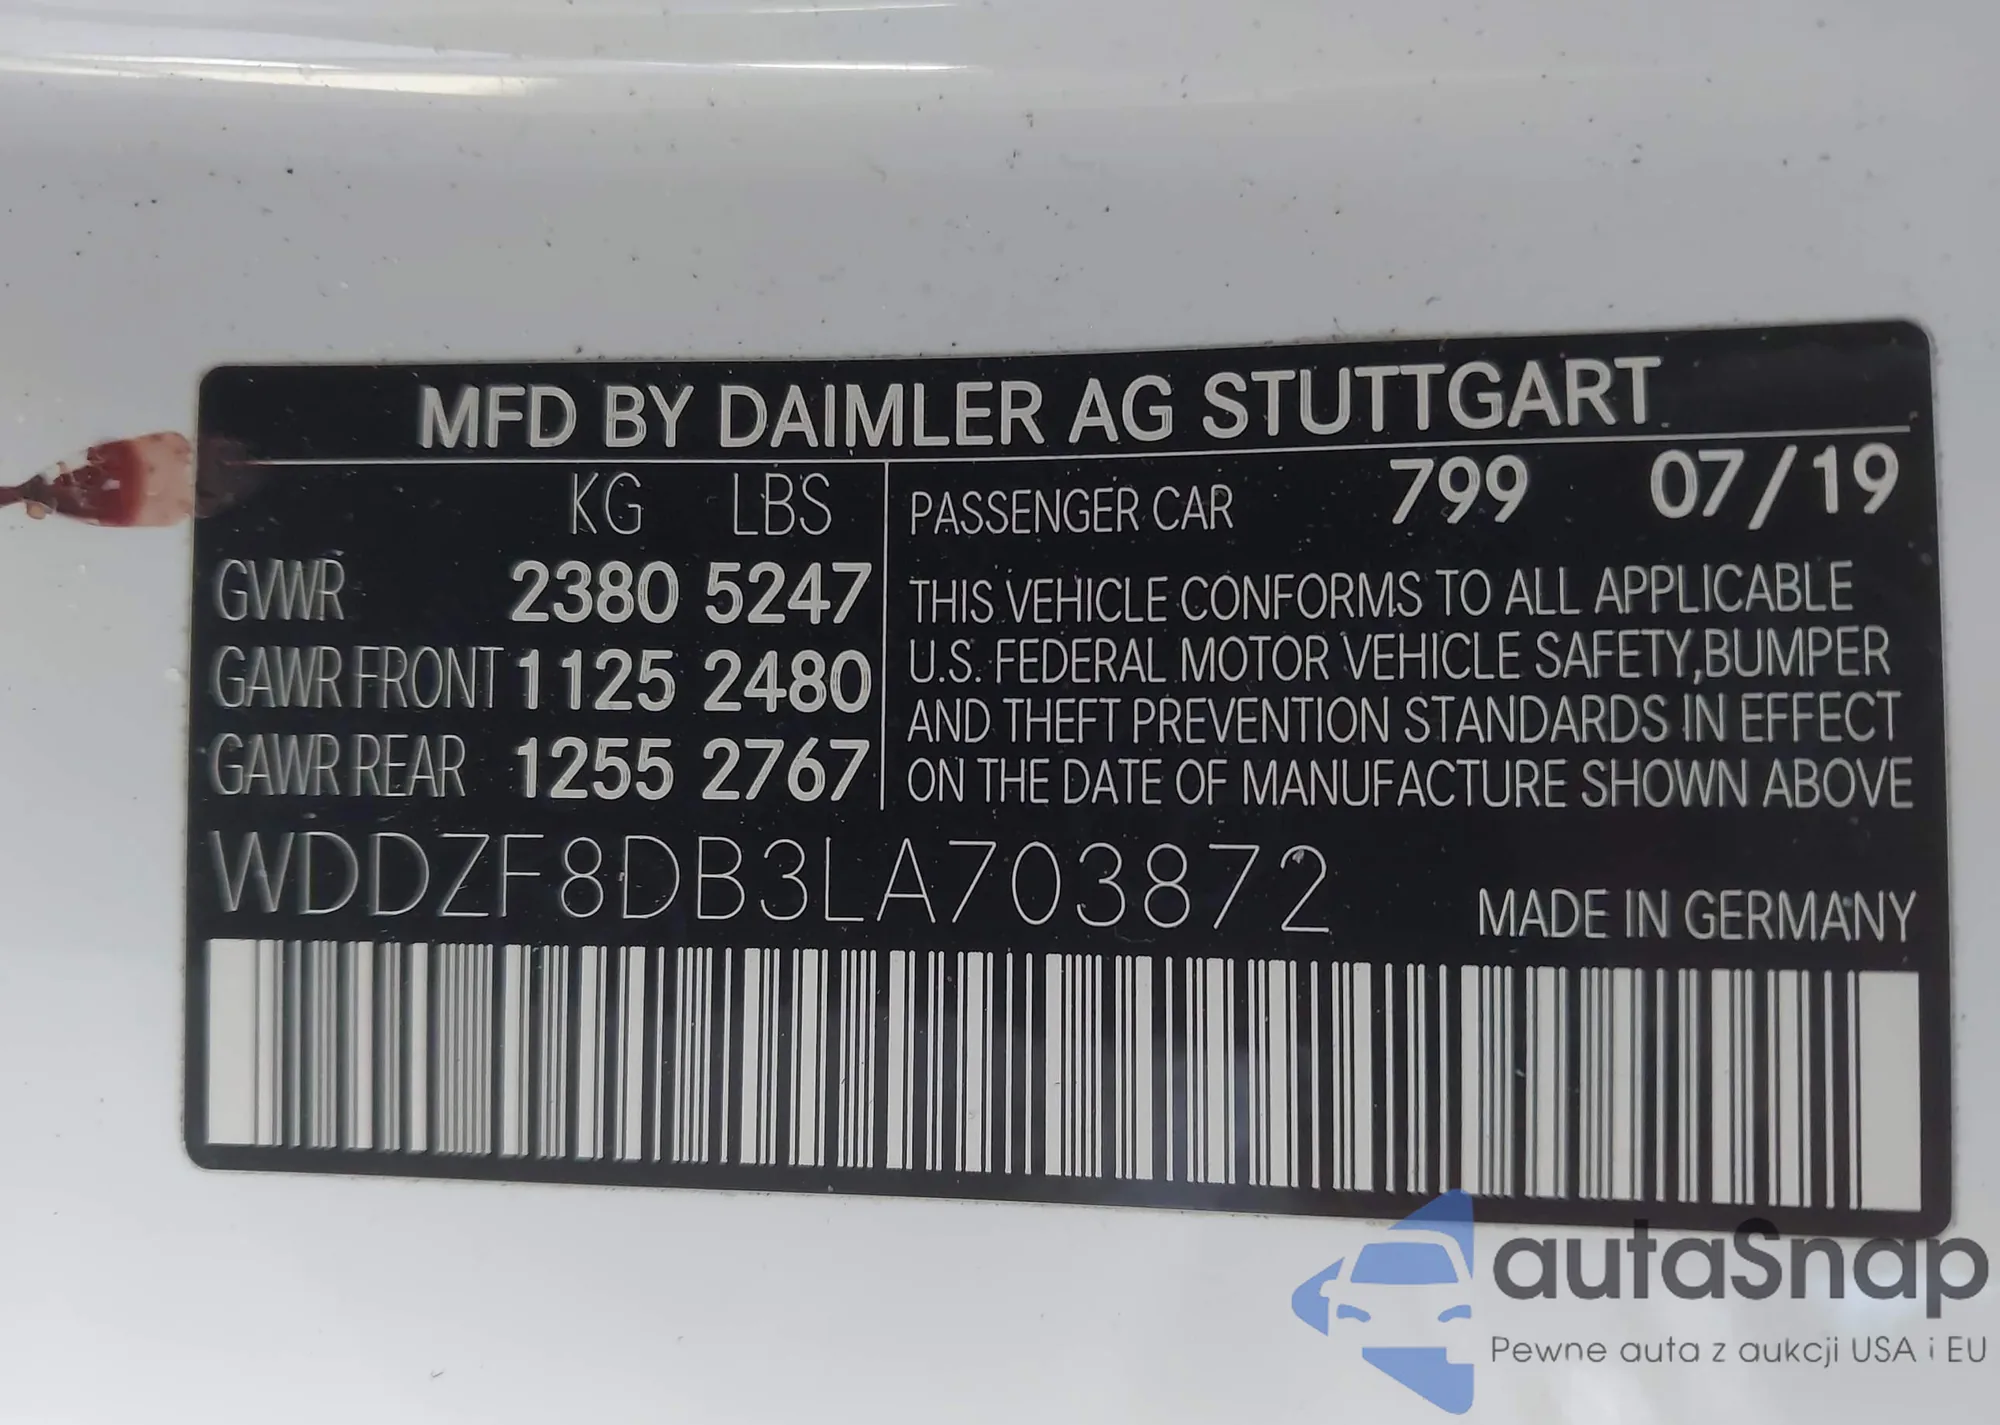 MFD BY DAIMLER AG STUTTGART
KG LBS
GVWR 2380 5247
GAWR FRONT 1125 2480
GAWR REAR 1255 2767
PASSENGER CAR 799 07/19
THIS VEHICLE CONFORMS TO ALL APPLICABLE
U.S. FEDERAL MOTOR VEHICLE SAFETY, BUMPER
AND THEFT PREVENTION STANDARDS IN EFFECT
ON THE DATE OF MANUFACTURE SHOWN ABOVE
WDDZF8DB3LA703872
MADE IN GERMANY
autaSnap
Pewne auta z aukcji USA i EU